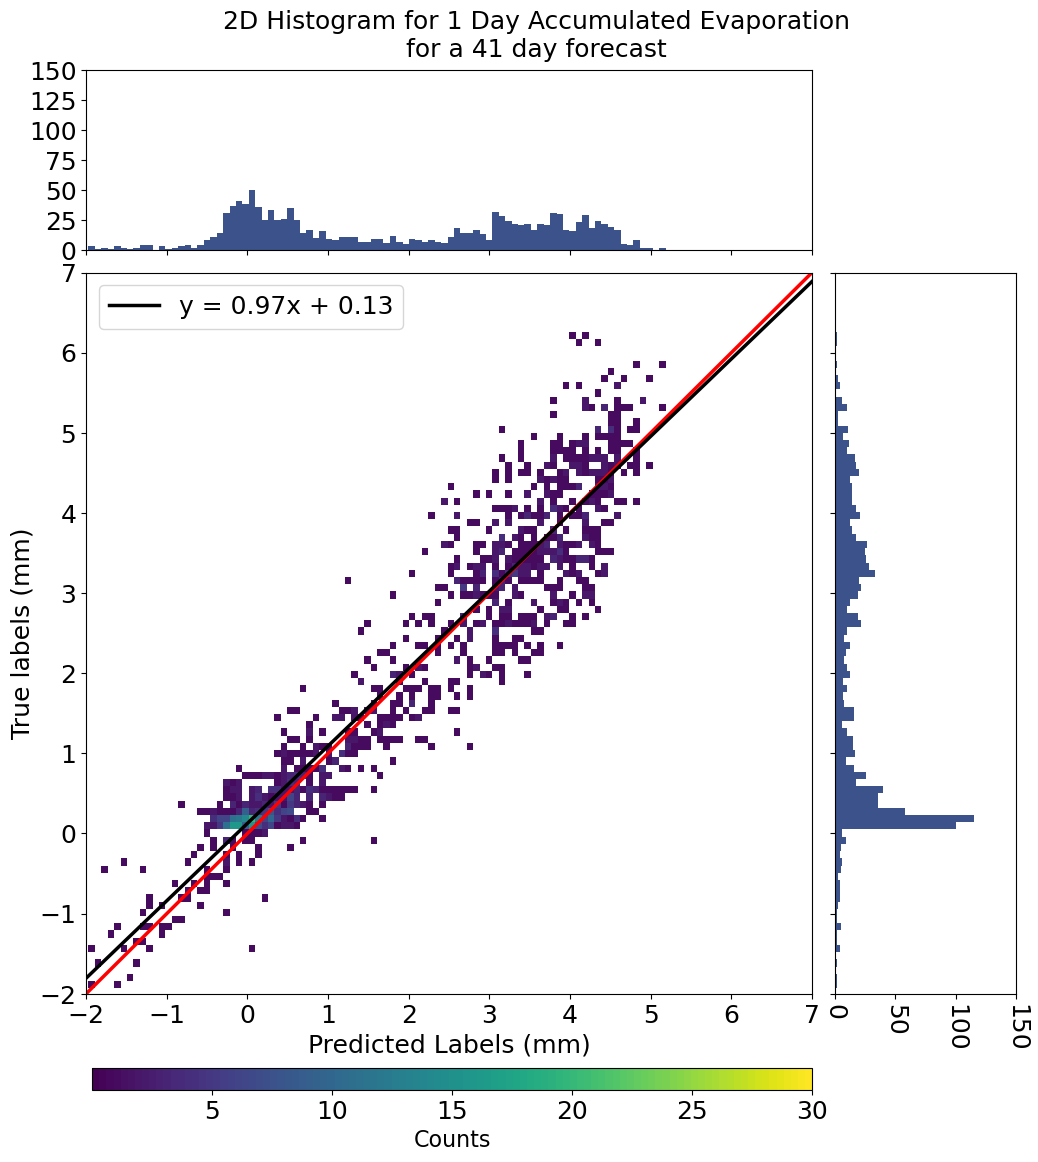 2D Histogram for 1 Day Accumulated Evaporation
for a 41 day forecast
150
125
100
75
50
25
0
7
6
5
4
3
2
1
0
−1
−2
True labels (mm)
y = 0.97x + 0.13
−2 −1 0 1 2 3 4 5 6 7
Predicted Labels (mm)
0 50 100 150
5 10 15 20 25 30
Counts